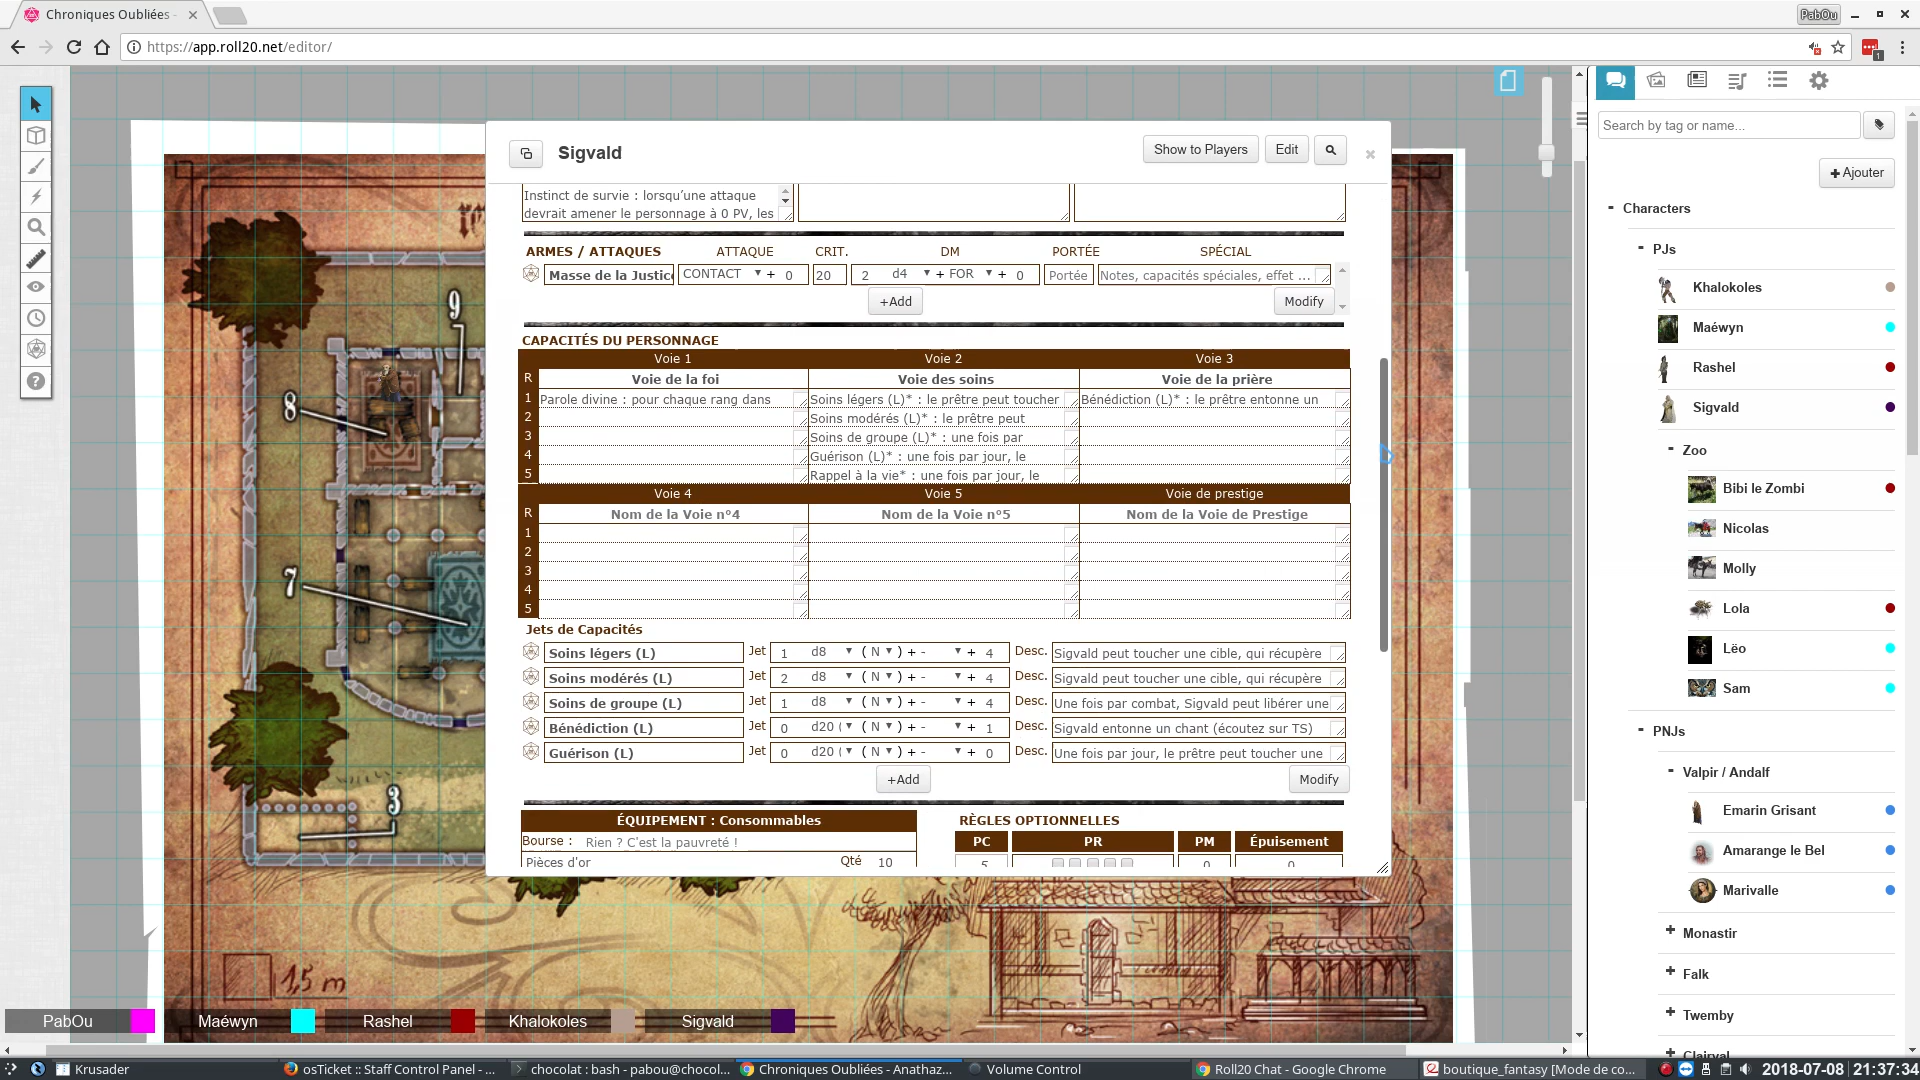 Chroniques Oubliées -
PabOu
https://app.roll20.net/editor/
1
Sigvald
Show to Players
Edit
Search by tag or name...
Ajouter
Instinct de survie : lorsqu'une attaque
devrait amener le personnage à 0 PV, les
ARMES / ATTAQUES ATTAQUE CRIT. DM PORTÉE SPÉCIAL
Masse de la Justice CONTACT + 0 20 2 d4 + FOR + 0 Portée Notes, capacités spéciales, effet ...
+Add Modify
CAPACITÉS DU PERSONNAGE
Voie 1 Voie 2 Voie 3
R Voie de la foi Voie des soins Voie de la prière
1 Parole divine : pour chaque rang dans Soins légers (L)* : le prêtre peut toucher Bénédiction (L)* : le prêtre entonne un
2 Soins modérés (L)* : le prêtre peut
3 Soins de groupe (L)* : une fois par
4 Guérison (L)* : une fois par jour, le
5 Rappel à la vie* : une fois par jour, le
Voie 4 Voie 5 Voie de prestige
R Nom de la Voie n°4 Nom de la Voie n°5 Nom de la Voie de Prestige
1
2
3
4
5
Jets de Capacités
Soins légers (L) Jet 1 d8 ( N ) + - + 4 Desc. Sigvald peut toucher une cible, qui récupère
Soins modérés (L) Jet 2 d8 ( N ) + - + 4 Desc. Sigvald peut toucher une cible, qui récupère
Soins de groupe (L) Jet 1 d8 ( N ) + - + 4 Desc. Une fois par combat, Sigvald peut libérer une
Bénédiction (L) Jet 0 d20 ( ( N ) + - + 1 Desc. Sigvald entonne un chant (écoutez sur TS)
Guérison (L) Jet 0 d20 ( ( N ) + - + 0 Desc. Une fois par jour, le prêtre peut toucher une
+Add Modify
ÉQUIPEMENT : Consommables RÈGLES OPTIONNELLES
Bourse : Rien ? C'est la pauvreté ! PC PR PM Épuisement
Pièces d'or Qté 10 5 0 0
9
8
7
3
1,5 m
Characters
PJs
Khalokoles
Maéwyn
Rashel
Sigvald
Zoo
Bibi le Zombi
Nicolas
Molly
Lola
Lëo
Sam
PNJs
Valpir / Andalf
Emarin Grisant
Amarange le Bel
Marivalle
Monastir
Falk
Twemby
Clairval
PabOu Maéwyn Rashel Khalokoles Sigvald
Krusader osTicket :: Staff Control Panel - ... chocolat : bash - pabou@chocol... Chroniques Oubliées - Anathaz... Volume Control Roll20 Chat - Google Chrome boutique_fantasy [Mode de co... 2018-07-08 21:37:34